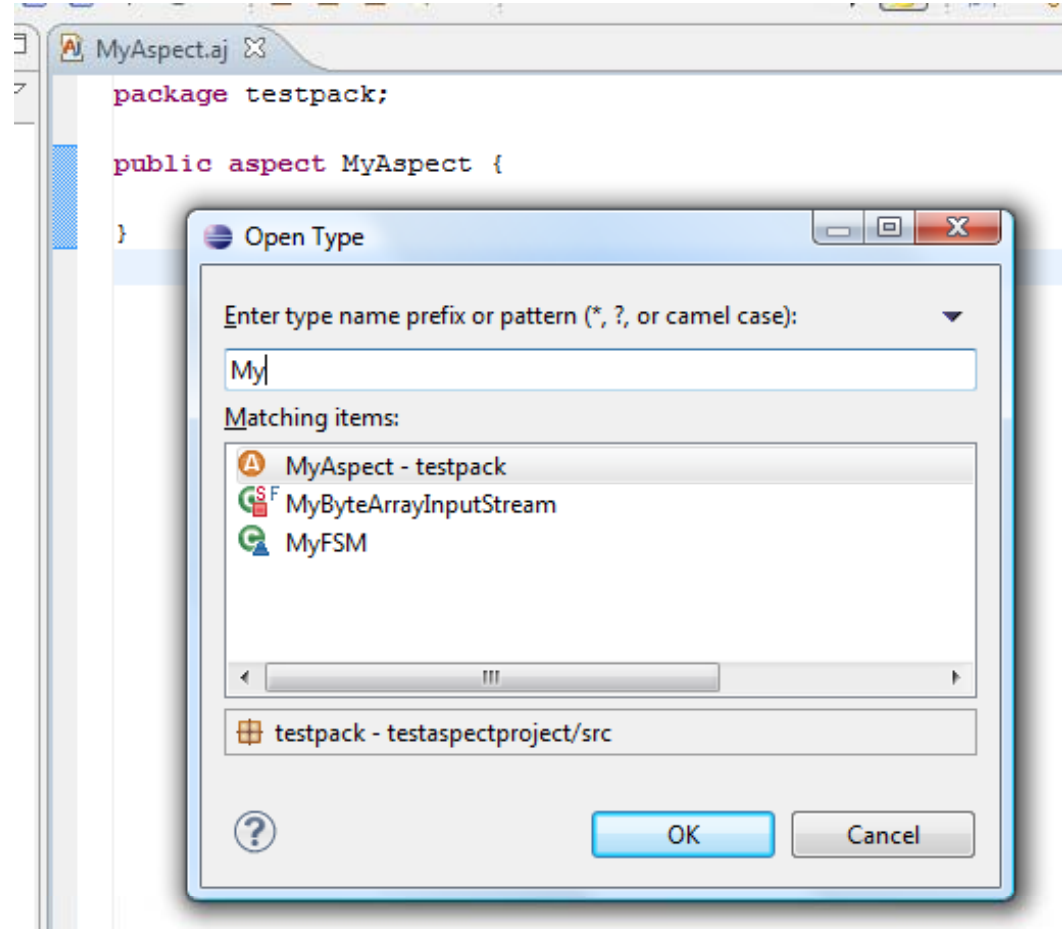 MyAspect.aj
package testpack;
public aspect MyAspect {
}
Open Type
Enter type name prefix or pattern (*, ?, or camel case):
My
Matching items:
MyAspect - testpack
MyByteArrayInputStream
MyFSM
testpack - testaspectproject/src
OK Cancel